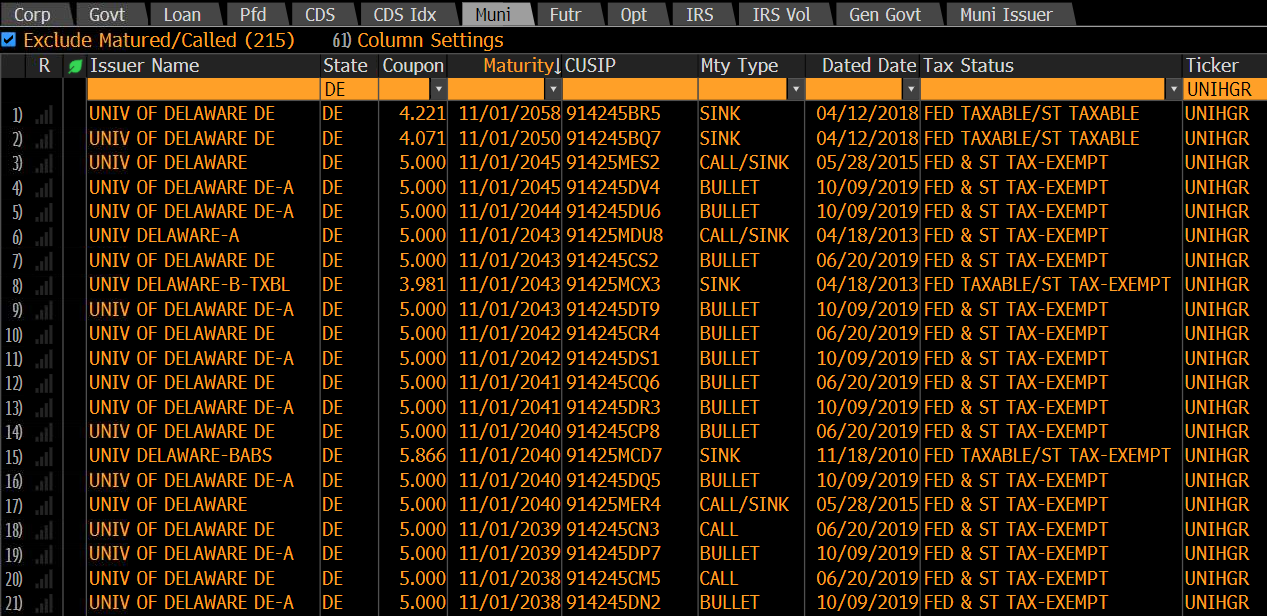 Corp Govt Loan Pfd CDS CDS Idx Muni Futr Opt IRS IRS Vol Gen Govt Muni Issuer
Exclude Matured/Called (215) 61) Column Settings
R Issuer Name State Coupon Maturity↓ CUSIP Mty Type Dated Date Tax Status Ticker
DE UNIHGR
1) UNIV OF DELAWARE DE DE 4.221 11/01/2058 914245BR5 SINK 04/12/2018 FED TAXABLE/ST TAXABLE UNIHGR
2) UNIV OF DELAWARE DE DE 4.071 11/01/2050 914245BQ7 SINK 04/12/2018 FED TAXABLE/ST TAXABLE UNIHGR
3) UNIV OF DELAWARE DE 5.000 11/01/2045 91425MES2 CALL/SINK 05/28/2015 FED & ST TAX-EXEMPT UNIHGR
4) UNIV OF DELAWARE DE-A DE 5.000 11/01/2045 914245DV4 BULLET 10/09/2019 FED & ST TAX-EXEMPT UNIHGR
5) UNIV OF DELAWARE DE-A DE 5.000 11/01/2044 914245DU6 BULLET 10/09/2019 FED & ST TAX-EXEMPT UNIHGR
6) UNIV DELAWARE-A DE 5.000 11/01/2043 91425MDU8 CALL/SINK 04/18/2013 FED & ST TAX-EXEMPT UNIHGR
7) UNIV OF DELAWARE DE DE 5.000 11/01/2043 914245CS2 BULLET 06/20/2019 FED & ST TAX-EXEMPT UNIHGR
8) UNIV DELAWARE-B-TXBL DE 3.981 11/01/2043 91425MCX3 SINK 04/18/2013 FED TAXABLE/ST TAX-EXEMPT UNIHGR
9) UNIV OF DELAWARE DE-A DE 5.000 11/01/2043 914245DT9 BULLET 10/09/2019 FED & ST TAX-EXEMPT UNIHGR
10) UNIV OF DELAWARE DE DE 5.000 11/01/2042 914245CR4 BULLET 06/20/2019 FED & ST TAX-EXEMPT UNIHGR
11) UNIV OF DELAWARE DE-A DE 5.000 11/01/2042 914245DS1 BULLET 10/09/2019 FED & ST TAX-EXEMPT UNIHGR
12) UNIV OF DELAWARE DE DE 5.000 11/01/2041 914245CQ6 BULLET 06/20/2019 FED & ST TAX-EXEMPT UNIHGR
13) UNIV OF DELAWARE DE-A DE 5.000 11/01/2041 914245DR3 BULLET 10/09/2019 FED & ST TAX-EXEMPT UNIHGR
14) UNIV OF DELAWARE DE DE 5.000 11/01/2040 914245CP8 BULLET 06/20/2019 FED & ST TAX-EXEMPT UNIHGR
15) UNIV DELAWARE-BABS DE 5.866 11/01/2040 91425MCD7 SINK 11/18/2010 FED TAXABLE/ST TAX-EXEMPT UNIHGR
16) UNIV OF DELAWARE DE-A DE 5.000 11/01/2040 914245DQ5 BULLET 10/09/2019 FED & ST TAX-EXEMPT UNIHGR
17) UNIV OF DELAWARE DE 5.000 11/01/2040 91425MER4 CALL/SINK 05/28/2015 FED & ST TAX-EXEMPT UNIHGR
18) UNIV OF DELAWARE DE DE 5.000 11/01/2039 914245CN3 CALL 06/20/2019 FED & ST TAX-EXEMPT UNIHGR
19) UNIV OF DELAWARE DE-A DE 5.000 11/01/2039 914245DP7 BULLET 10/09/2019 FED & ST TAX-EXEMPT UNIHGR
20) UNIV OF DELAWARE DE DE 5.000 11/01/2038 914245CM5 CALL 06/20/2019 FED & ST TAX-EXEMPT UNIHGR
21) UNIV OF DELAWARE DE-A DE 5.000 11/01/2038 914245DN2 BULLET 10/09/2019 FED & ST TAX-EXEMPT UNIHGR